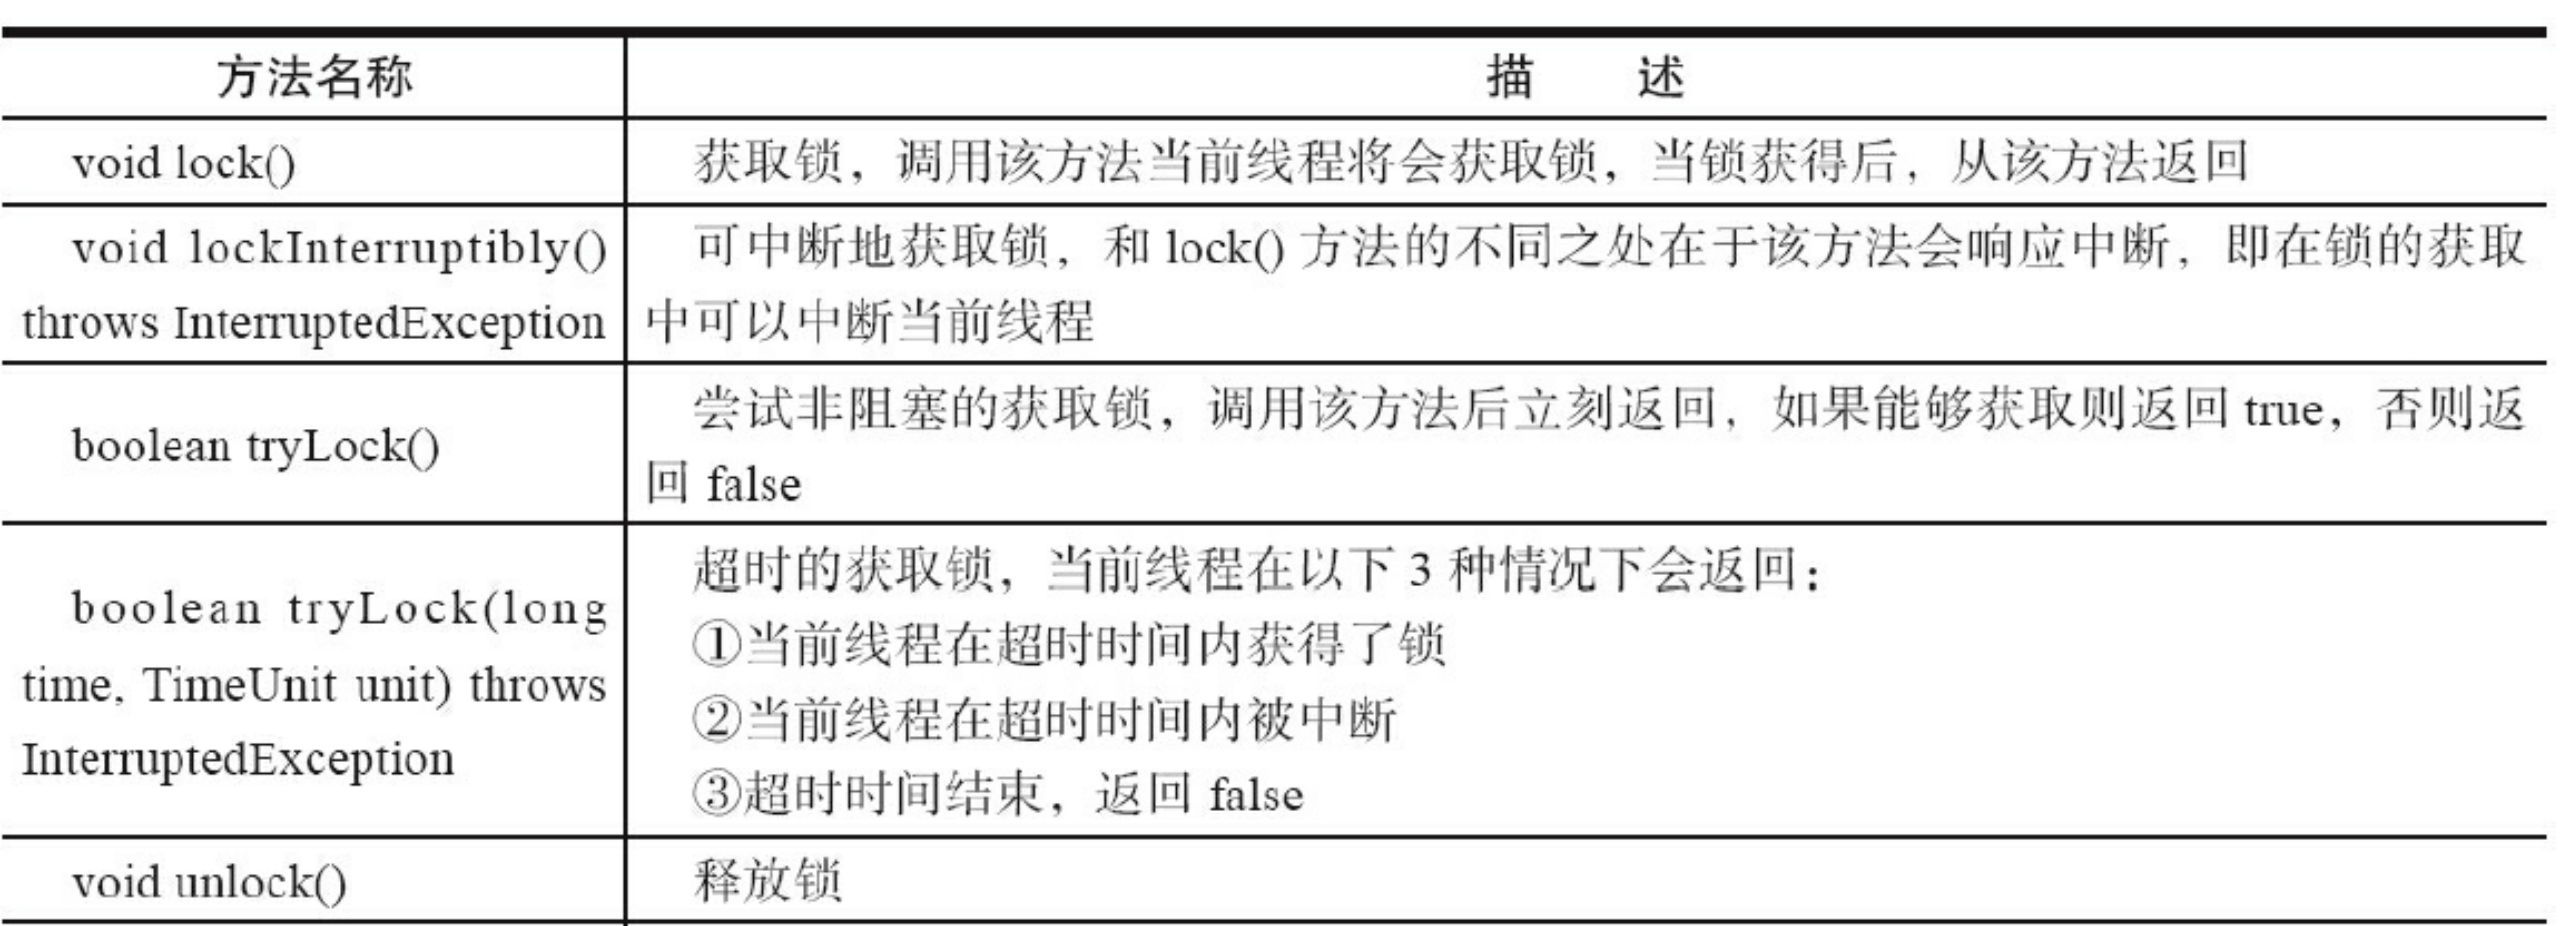 方法名称
描 述
void lock()
获取锁，调用该方法当前线程将会获取锁，当锁获得后，从该方法返回
void lockInterruptibly()
throws InterruptedException
可中断地获取锁，和 lock() 方法的不同之处在于该方法会响应中断，即在锁的获取
中可以中断当前线程
boolean tryLock()
尝试非阻塞的获取锁，调用该方法后立刻返回，如果能够获取则返回 true，否则返
回 false
boolean tryLock(long
time, TimeUnit unit) throws
InterruptedException
超时的获取锁，当前线程在以下 3 种情况下会返回：
①当前线程在超时时间内获得了锁
②当前线程在超时时间内被中断
③超时时间结束，返回 false
void unlock()
释放锁